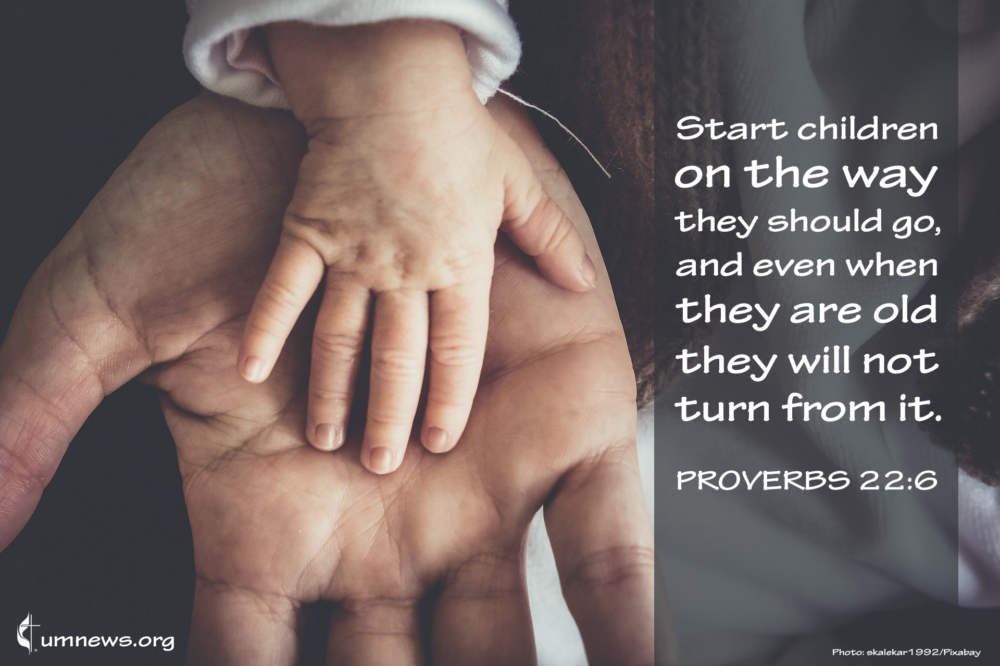 Start children
on the way
they should go,
and even when
they are old
they will not
turn from it.
PROVERBS 22:6
umnews.org
Photo: skalekar1992/Pixabay